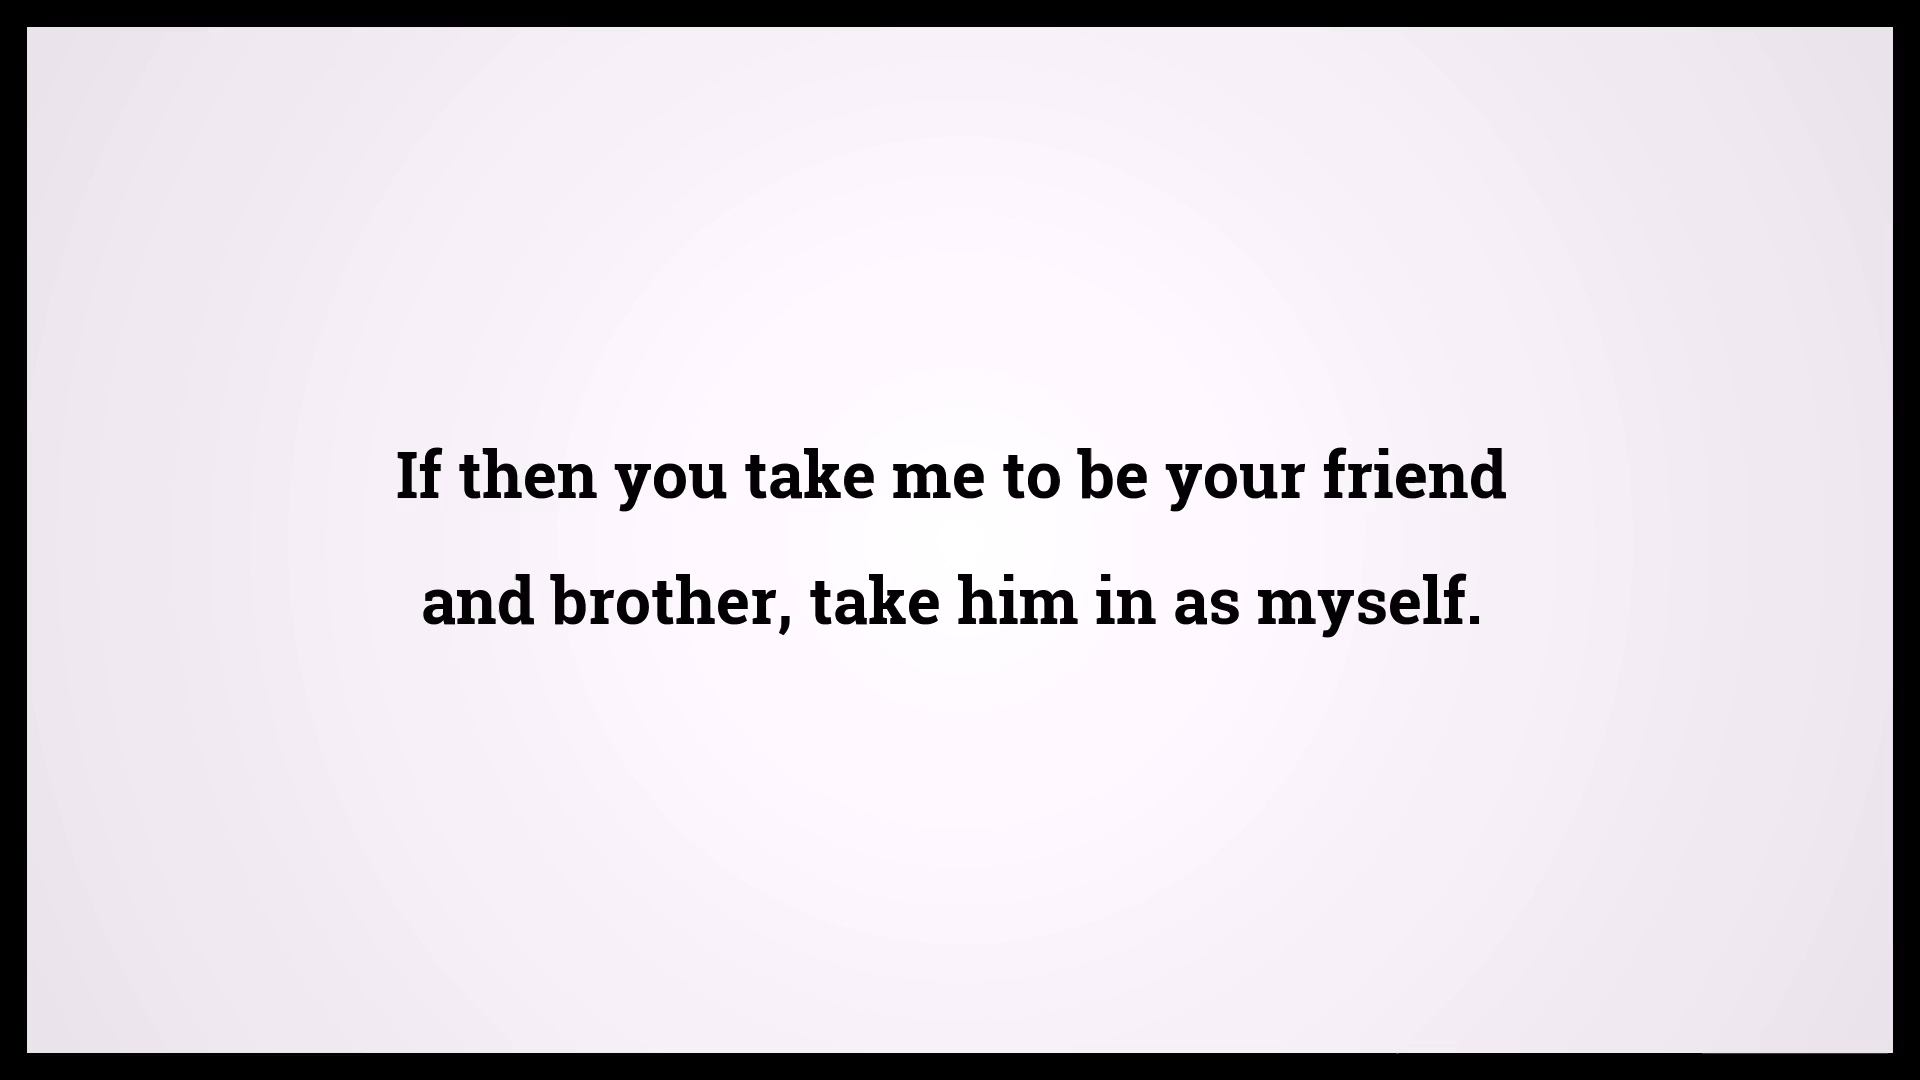 If then you take me to be your friend
and brother, take him in as myself.